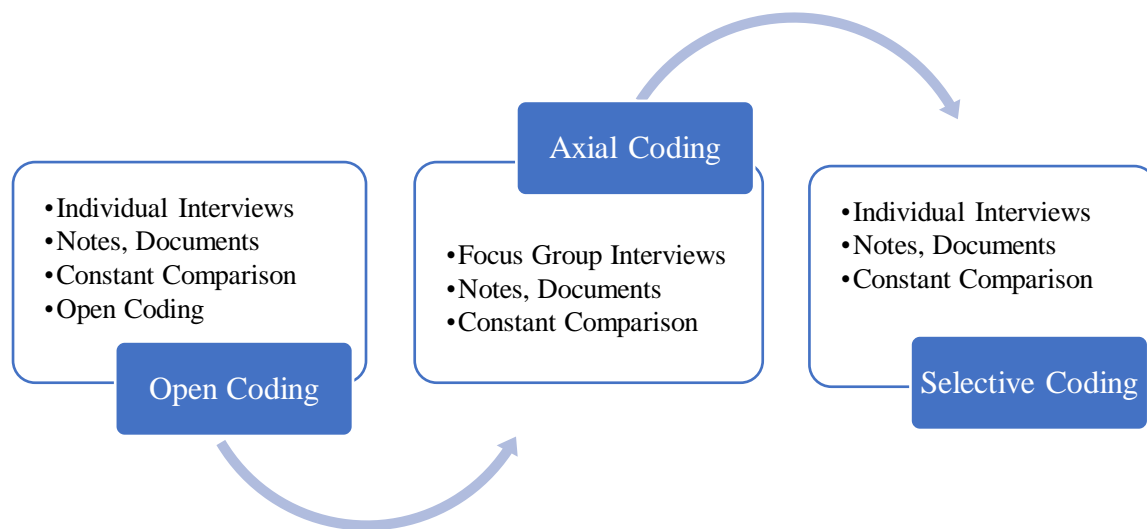 •Individual Interviews
•Notes, Documents
•Constant Comparison
•Open Coding
Open Coding
Axial Coding
•Focus Group Interviews
•Notes, Documents
•Constant Comparison
•Individual Interviews
•Notes, Documents
•Constant Comparison
Selective Coding